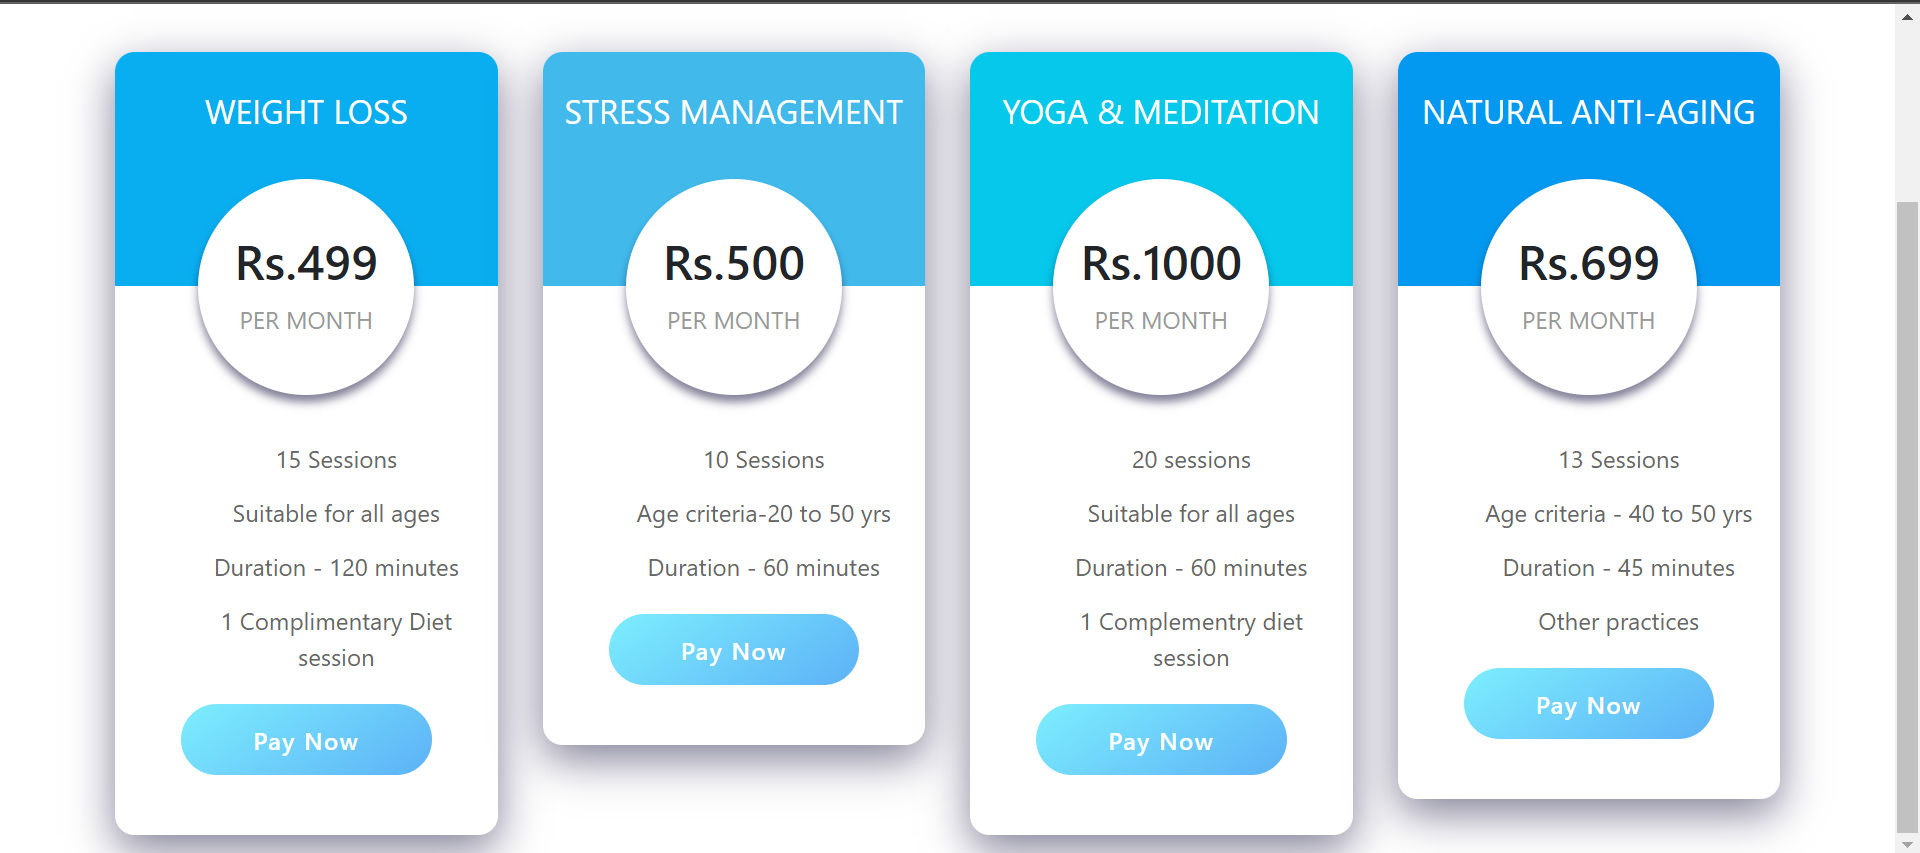 WEIGHT LOSS
Rs.499
PER MONTH
15 Sessions
Suitable for all ages
Duration - 120 minutes
1 Complimentary Diet
session
Pay Now
STRESS MANAGEMENT
Rs.500
PER MONTH
10 Sessions
Age criteria-20 to 50 yrs
Duration - 60 minutes
Pay Now
YOGA & MEDITATION
Rs.1000
PER MONTH
20 sessions
Suitable for all ages
Duration - 60 minutes
1 Complementry diet
session
Pay Now
NATURAL ANTI-AGING
Rs.699
PER MONTH
13 Sessions
Age criteria - 40 to 50 yrs
Duration - 45 minutes
Other practices
Pay Now